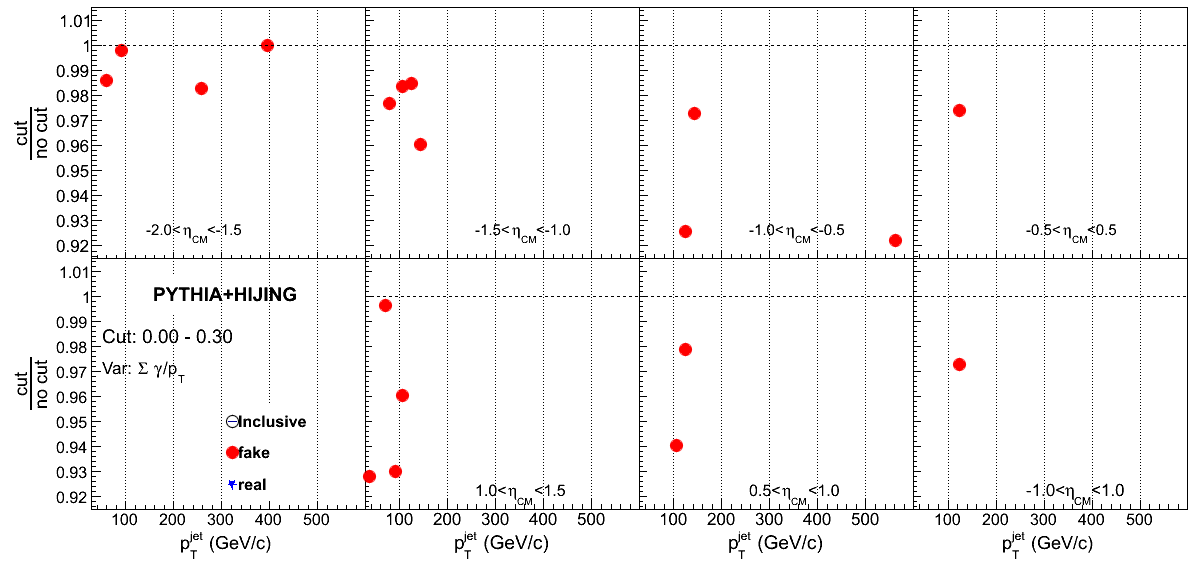 1.01
1
0.99
0.98
0.97
0.96
0.95
0.94
0.93
0.92
cut
no cut
-2.0<η_CM<-1.5
-1.5<η_CM<-1.0
-1.0<η_CM<-0.5
-0.5<η_CM<0.5
1.01
1
0.99
0.98
0.97
0.96
0.95
0.94
0.93
0.92
cut
no cut
PYTHIA+HIJING
Cut: 0.00 - 0.30
Var: Σ γ/p_T
Inclusive
fake
real
1.0<η_CM<1.5
0.5<η_CM<1.0
-1.0<η_CM<1.0
100 200 300 400 500
100 200 300 400 500
100 200 300 400 500
100 200 300 400 500
p_T^jet (GeV/c)
p_T^jet (GeV/c)
p_T^jet (GeV/c)
p_T^jet (GeV/c)